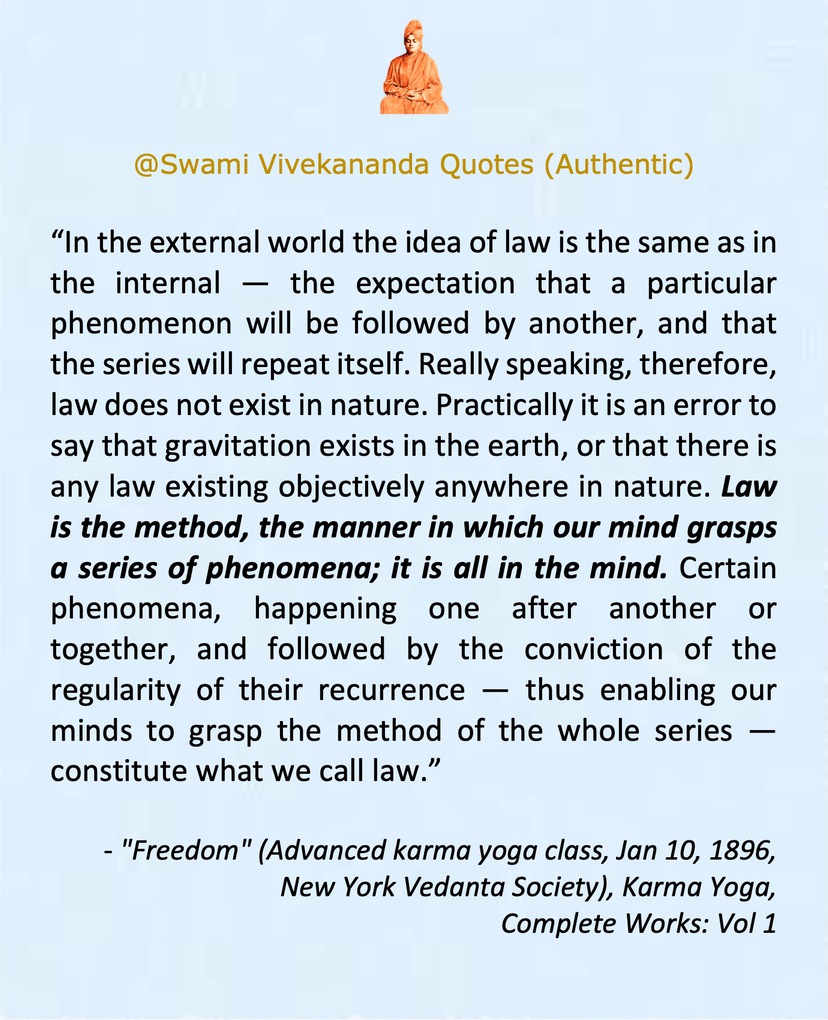 @Swami Vivekananda Quotes (Authentic)
“In the external world the idea of law is the same as in
the internal — the expectation that a particular
phenomenon will be followed by another, and that
the series will repeat itself. Really speaking, therefore,
law does not exist in nature. Practically it is an error to
say that gravitation exists in the earth, or that there is
any law existing objectively anywhere in nature. Law
is the method, the manner in which our mind grasps
a series of phenomena; it is all in the mind. Certain
phenomena, happening one after another or
together, and followed by the conviction of the
regularity of their recurrence — thus enabling our
minds to grasp the method of the whole series —
constitute what we call law.”
- "Freedom" (Advanced karma yoga class, Jan 10, 1896,
New York Vedanta Society), Karma Yoga,
Complete Works: Vol 1